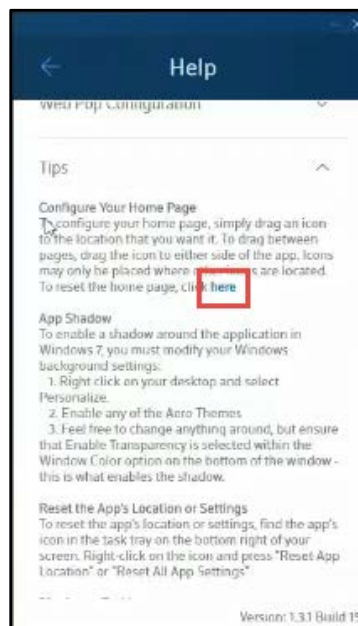 Help
Web Pop Configuration
Tips
Configure Your Home Page
To configure your home page, simply drag an icon
to the location that you want it. To drag between
pages, drag the icon to either side of the app. Icons
may only be placed where other icons are located.
To reset the home page, click here
App Shadow
To enable a shadow around the application in
Windows 7, you must modify your Windows
background settings:
1. Right click on your desktop and select
Personalize.
2. Enable any of the Aero Themes
3. Feel free to change anything around, but ensure
that Enable Transparency is selected within the
Window Color option on the bottom of the window -
this is what enables the shadow.
Reset the App's Location or Settings
To reset the app's location or settings, find the app's
icon in the task tray on the bottom right of your
screen. Right-click on the icon and press "Reset App
Location" or "Reset All App Settings"
Version: 1.3.1 Build 15